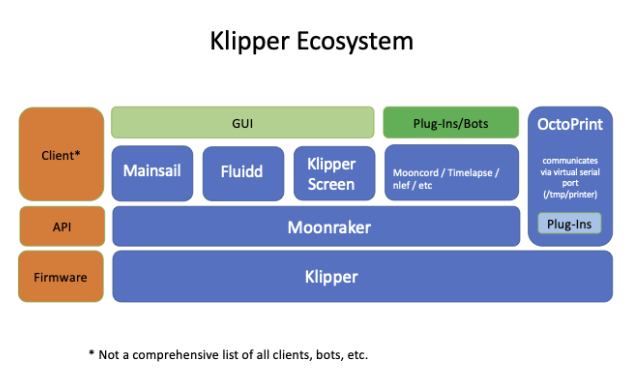 Klipper Ecosystem
Client*
GUI
Plug-Ins/Bots
OctoPrint
Mainsail
Fluidd
Klipper
Screen
Mooncord / Timelapse /
nlef / etc
communicates
via virtual serial
port
(/tmp/printer)
Plug-Ins
API
Moonraker
Firmware
Klipper
* Not a comprehensive list of all clients, bots, etc.